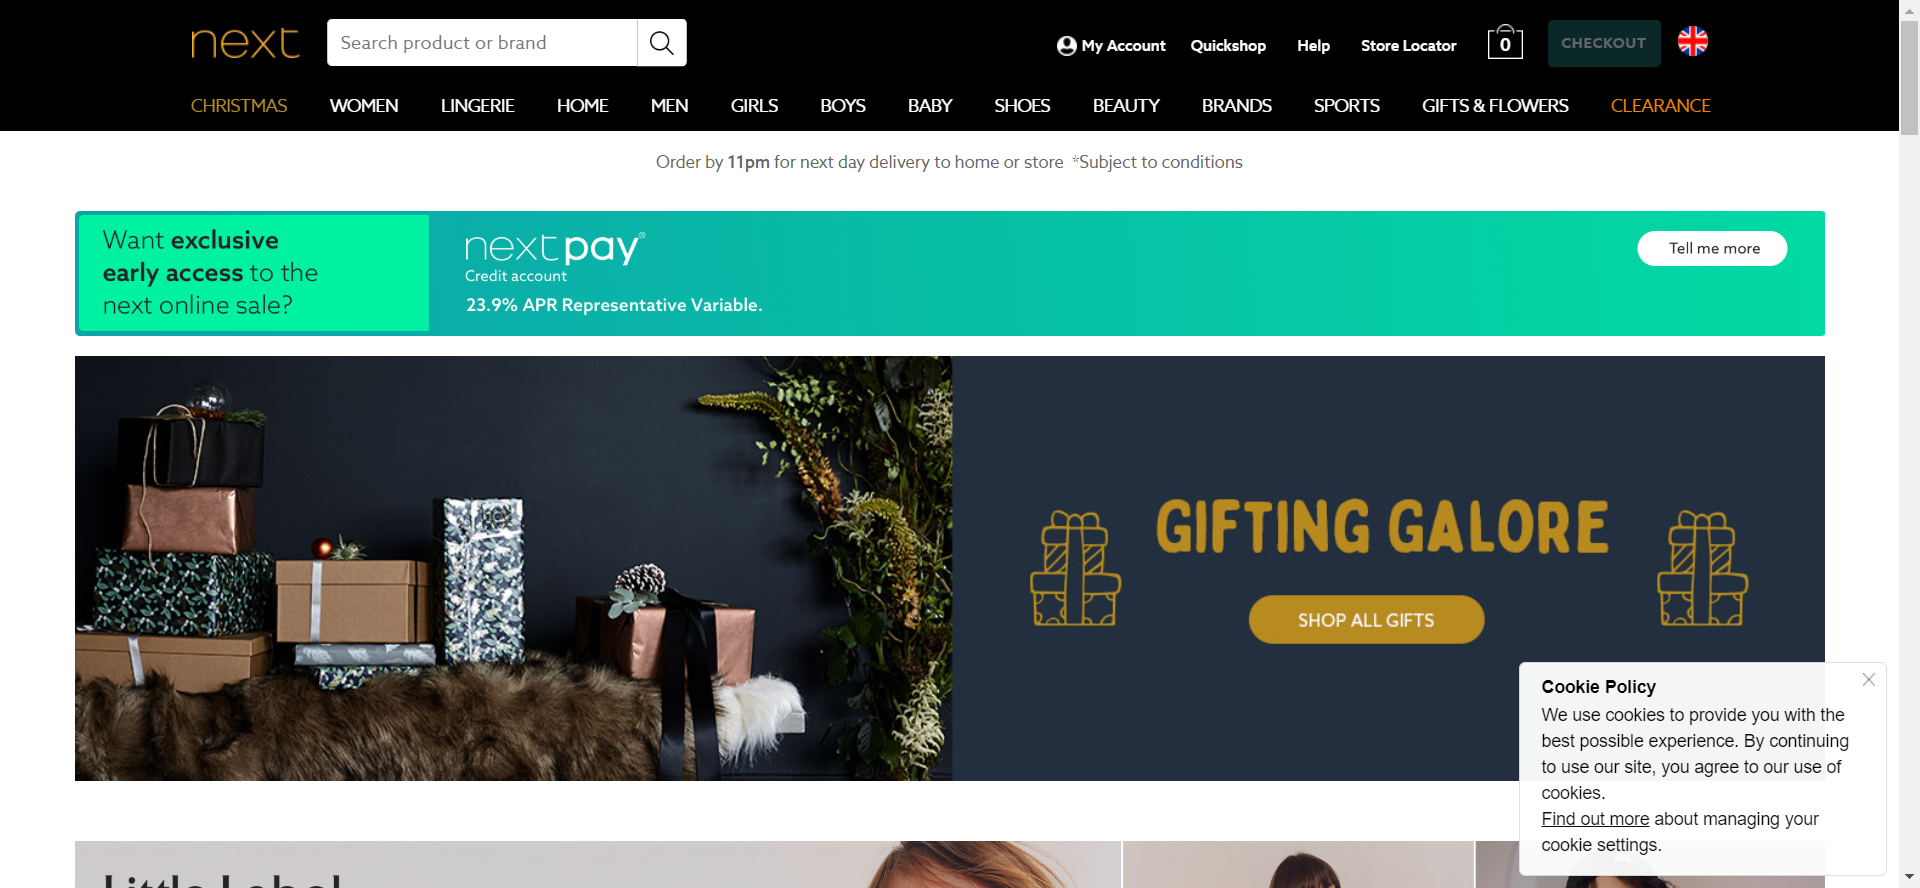 next
Search product or brand
My Account
Quickshop
Help
Store Locator
0
CHECKOUT
CHRISTMAS
WOMEN
LINGERIE
HOME
MEN
GIRLS
BOYS
BABY
SHOES
BEAUTY
BRANDS
SPORTS
GIFTS & FLOWERS
CLEARANCE
Order by 11pm for next day delivery to home or store *Subject to conditions
Want exclusive
early access to the
next online sale?
nextpay®
Credit account
23.9% APR Representative Variable.
Tell me more
GIFTING GALORE
SHOP ALL GIFTS
Cookie Policy
We use cookies to provide you with the
best possible experience. By continuing
to use our site, you agree to our use of
cookies.
Find out more about managing your
cookie settings.
Little Label